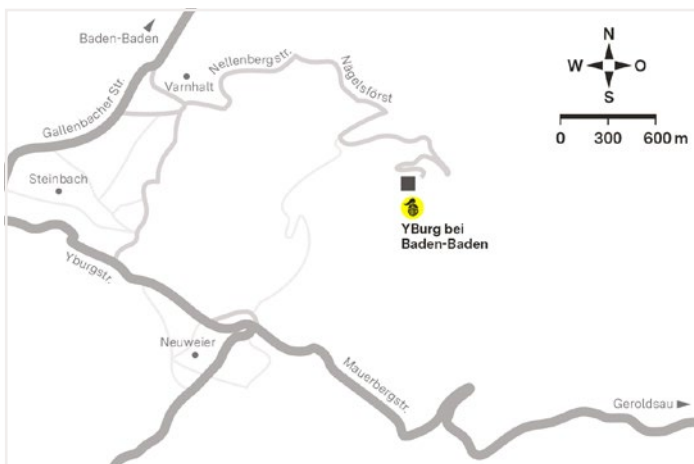 Baden-Baden
Gallenbacher Str.
Varnhalt
Nellenbergstr.
Nägelsförst
N
W
O
S
0 300 600 m
Steinbach
YBurg bei
Baden-Baden
Yburgstr.
Neuweier
Mauerbergstr.
Geroldsau